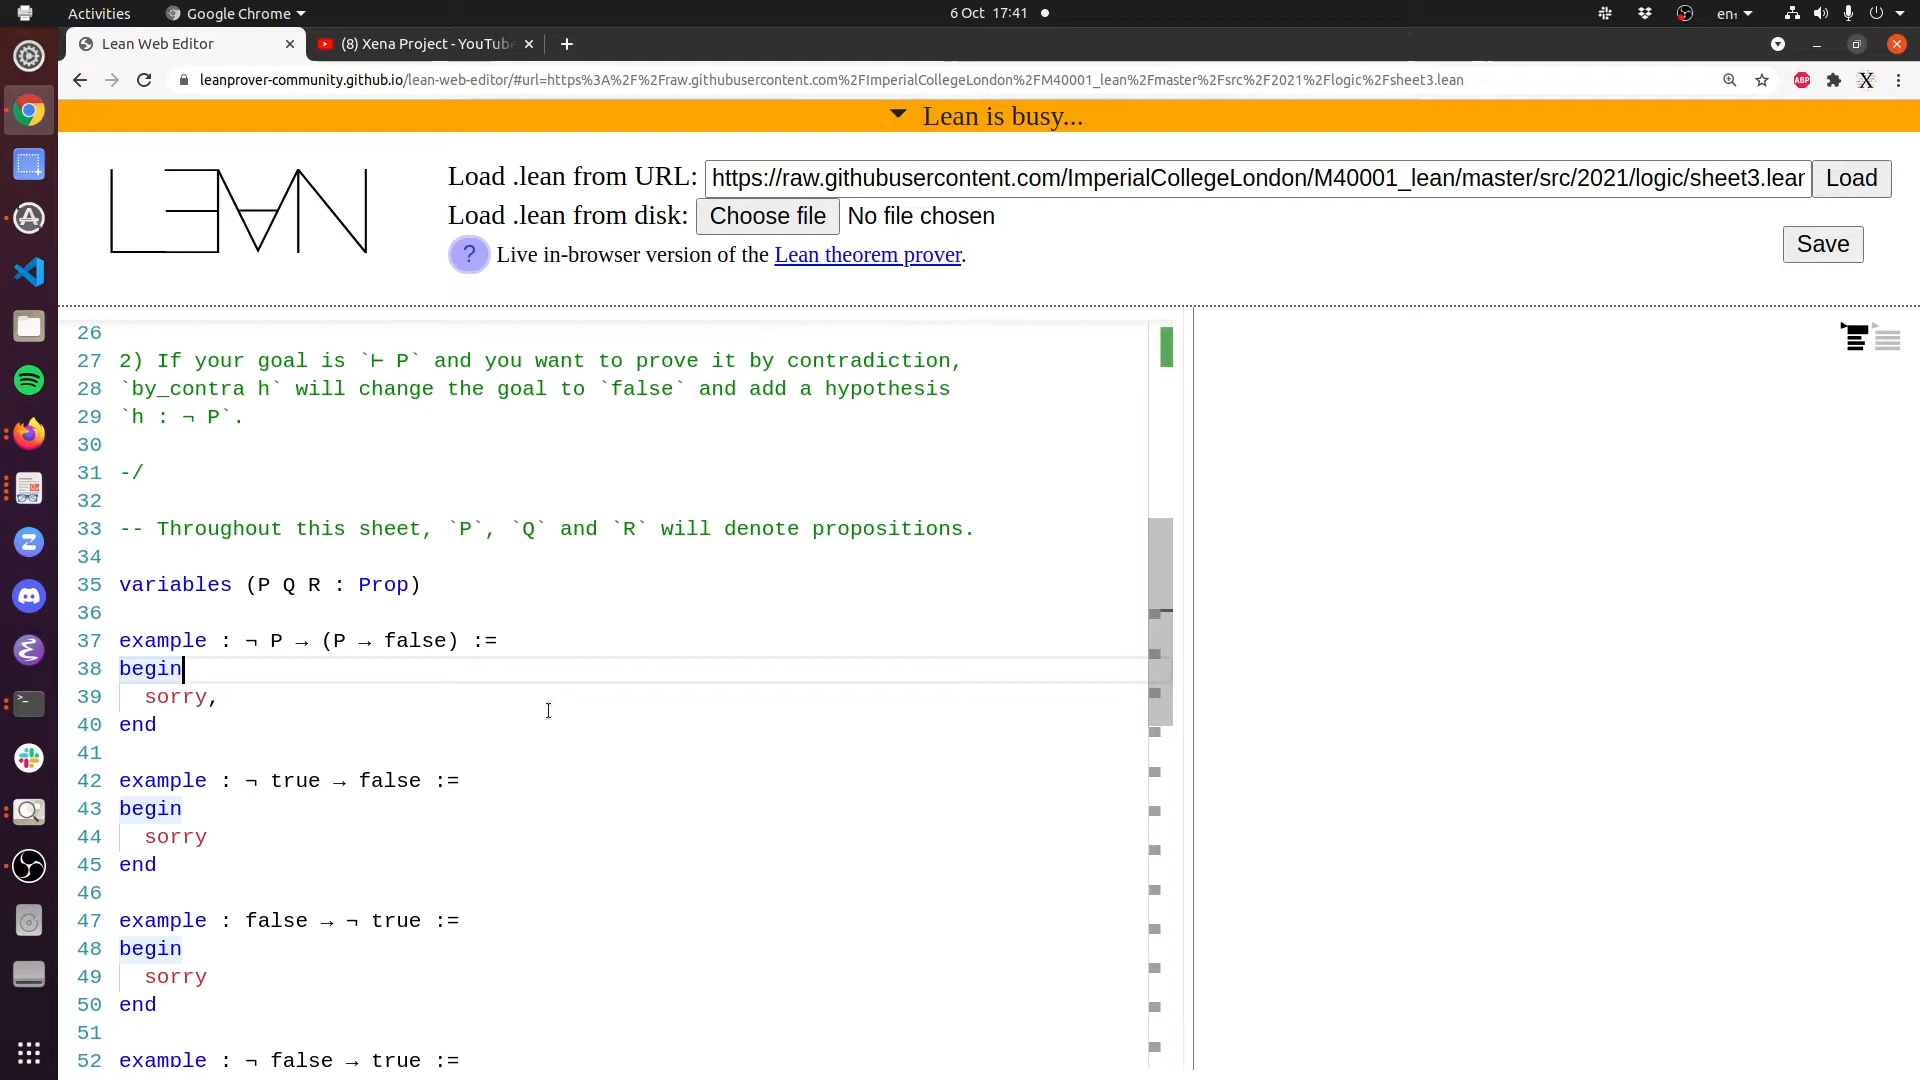 Activities
Google Chrome
6 Oct 17:41
en₁
Lean Web Editor
(8) Xena Project - YouTube
leanprover-community.github.io/lean-web-editor/#url=https%3A%2F%2Fraw.githubusercontent.com%2FImperialCollegeLondon%2FM40001_lean%2Fmaster%2Fsrc%2F2021%2Flogic%2Fsheet3.lean
ABP
X
Lean is busy...
LEAN
Load .lean from URL: https://raw.githubusercontent.com/ImperialCollegeLondon/M40001_lean/master/src/2021/logic/sheet3.lear Load
Load .lean from disk: Choose file No file chosen
? Live in-browser version of the Lean theorem prover.
Save
26
27 2) If your goal is `⊢ P` and you want to prove it by contradiction,
28 `by_contra h` will change the goal to `false` and add a hypothesis
29 `h : ¬ P`.
30
31 -/
32
33 -- Throughout this sheet, `P`, `Q` and `R` will denote propositions.
34
35 variables (P Q R : Prop)
36
37 example : ¬ P → (P → false) :=
38 begin
39 sorry,
40 end
41
42 example : ¬ true → false :=
43 begin
44 sorry
45 end
46
47 example : false → ¬ true :=
48 begin
49 sorry
50 end
51
52 example : ¬ false → true :=